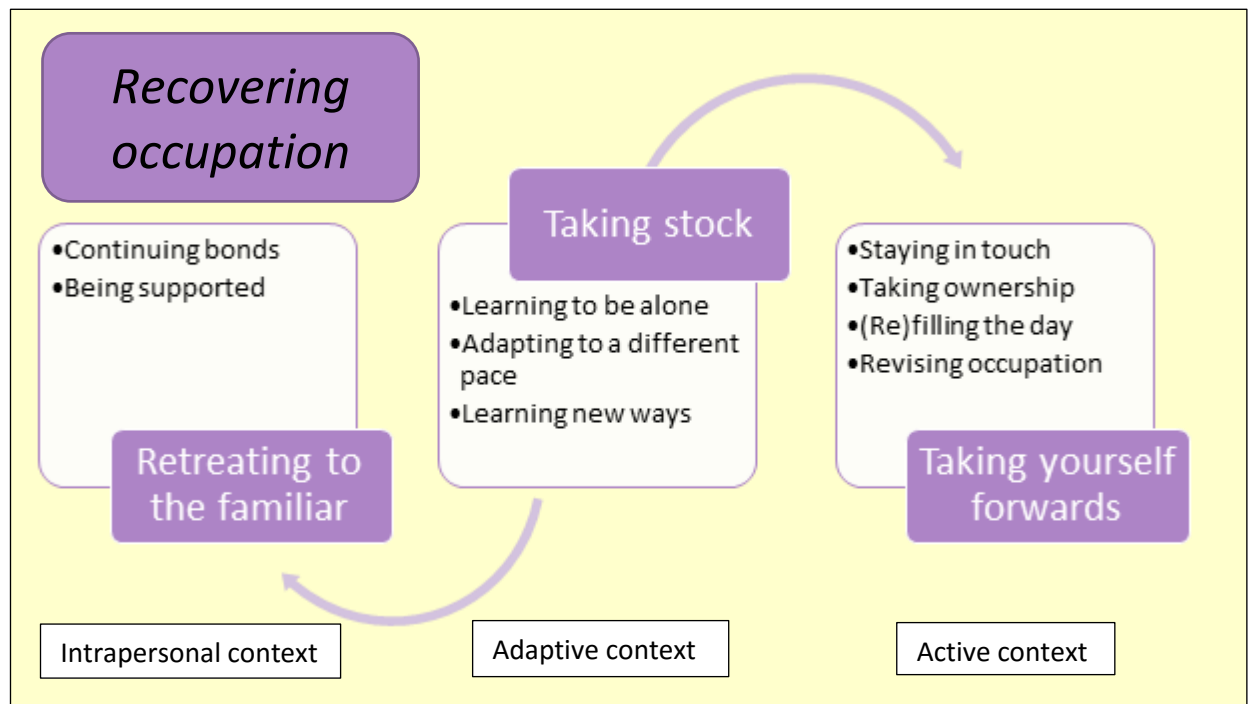 Recovering
occupation
•Continuing bonds
•Being supported
Retreating to
the familiar
Intrapersonal context
Taking stock
•Learning to be alone
•Adapting to a different
pace
•Learning new ways
Adaptive context
•Staying in touch
•Taking ownership
•(Re)filling the day
•Revising occupation
Taking yourself
forwards
Active context